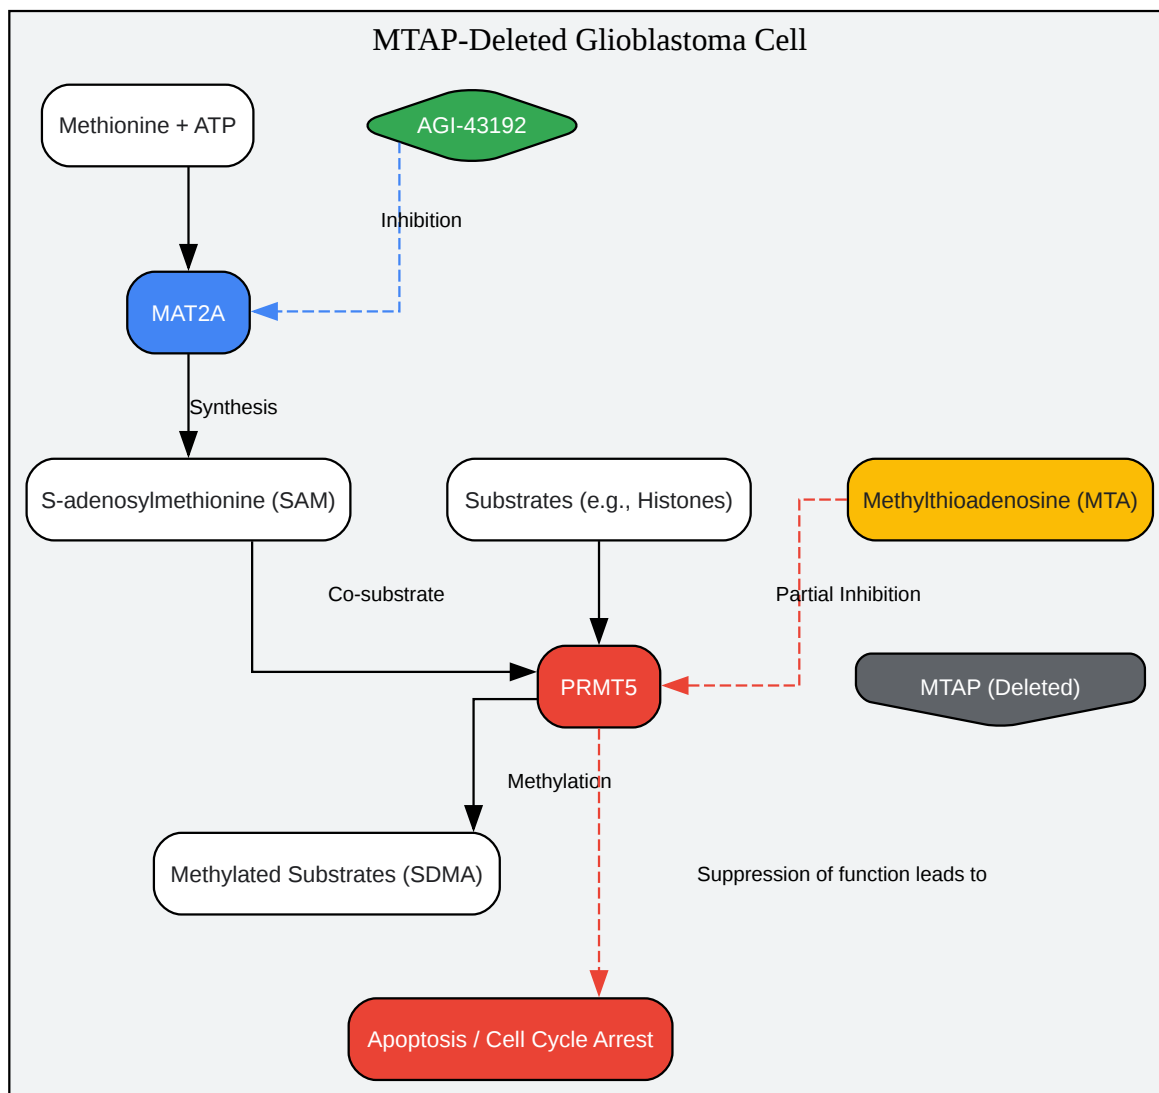 MTAP-Deleted Glioblastoma Cell
Methionine + ATP
AGI-43192
Inhibition
MAT2A
Synthesis
S-adenosylmethionine (SAM)
Substrates (e.g., Histones)
Methylthioadenosine (MTA)
Co-substrate
Partial Inhibition
PRMT5
MTAP (Deleted)
Methylation
Methylated Substrates (SDMA)
Suppression of function leads to
Apoptosis / Cell Cycle Arrest